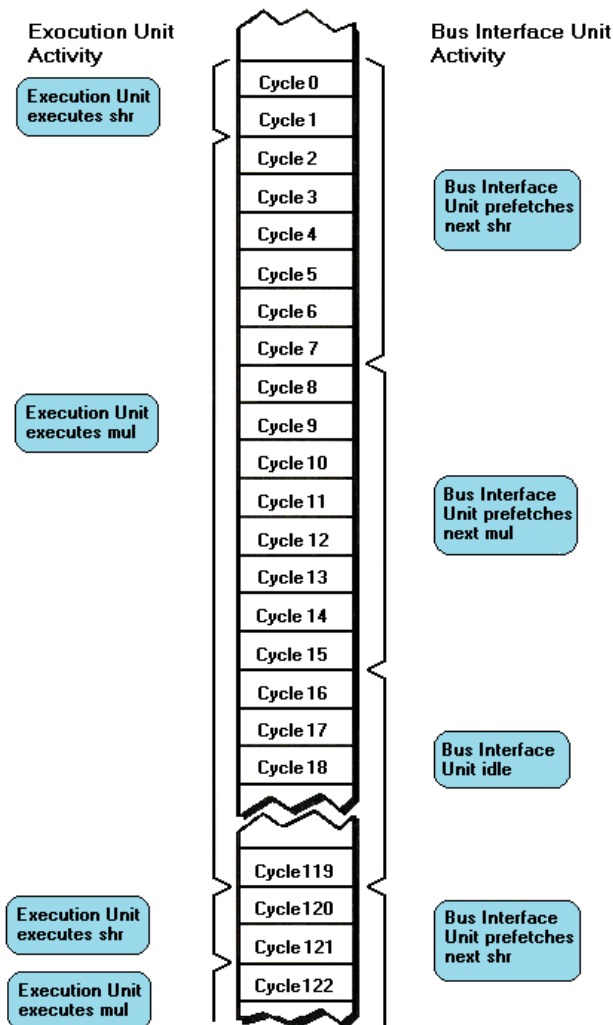 Exocution Unit
Activity
Bus Interface Unit
Activity
Execution Unit
executes shr
Cycle 0
Cycle 1
Cycle 2
Cycle 3
Cycle 4
Cycle 5
Cycle 6
Cycle 7
Cycle 8
Cycle 9
Cycle 10
Cycle 11
Cycle 12
Cycle 13
Cycle 14
Cycle 15
Cycle 16
Cycle 17
Cycle 18
Cycle 119
Cycle 120
Cycle 121
Cycle 122
Bus Interface
Unit prefetches
next shr
Execution Unit
executes mul
Bus Interface
Unit prefetches
next mul
Bus Interface
Unit idle
Execution Unit
executes shr
Bus Interface
Unit prefetches
next shr
Execution Unit
executes mul